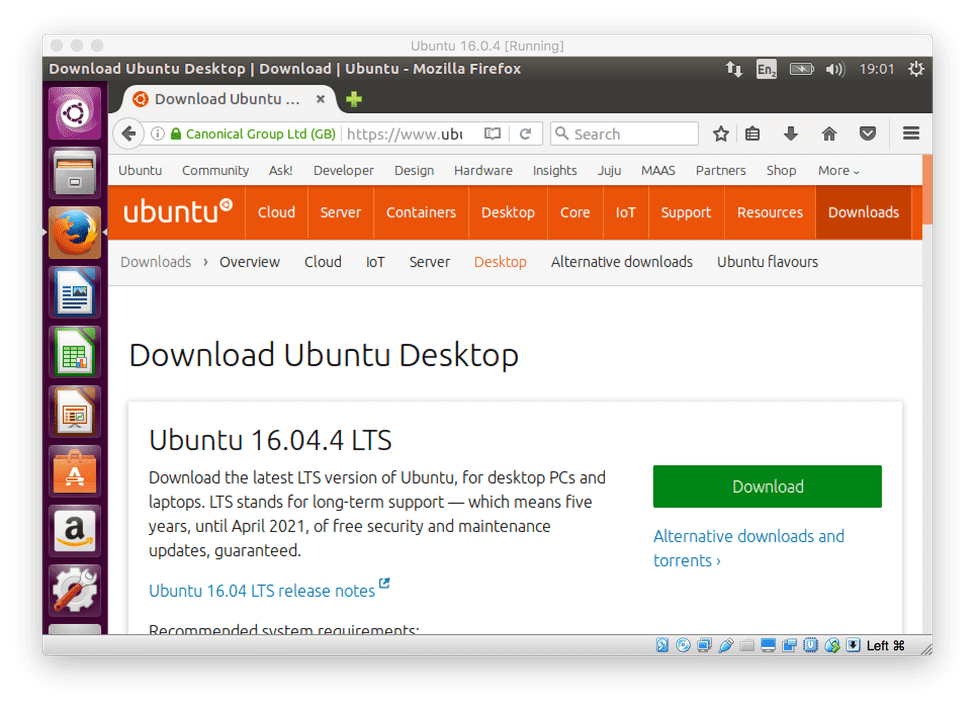 Ubuntu 16.0.4 [Running]
Download Ubuntu Desktop | Download | Ubuntu - Mozilla Firefox
En2
19:01
Download Ubuntu ...
Canonical Group Ltd (GB)
https://www.ubu
Search
Ubuntu Community Ask! Developer Design Hardware Insights Juju MAAS Partners Shop More
ubuntu Cloud Server Containers Desktop Core IoT Support Resources Downloads
Downloads › Overview Cloud IoT Server Desktop Alternative downloads Ubuntu flavours
Download Ubuntu Desktop
Ubuntu 16.04.4 LTS
Download the latest LTS version of Ubuntu, for desktop PCs and
laptops. LTS stands for long-term support — which means five
years, until April 2021, of free security and maintenance
updates, guaranteed.
Ubuntu 16.04 LTS release notes
Recommended system requirements:
Download
Alternative downloads and
torrents ›
Left ⌘